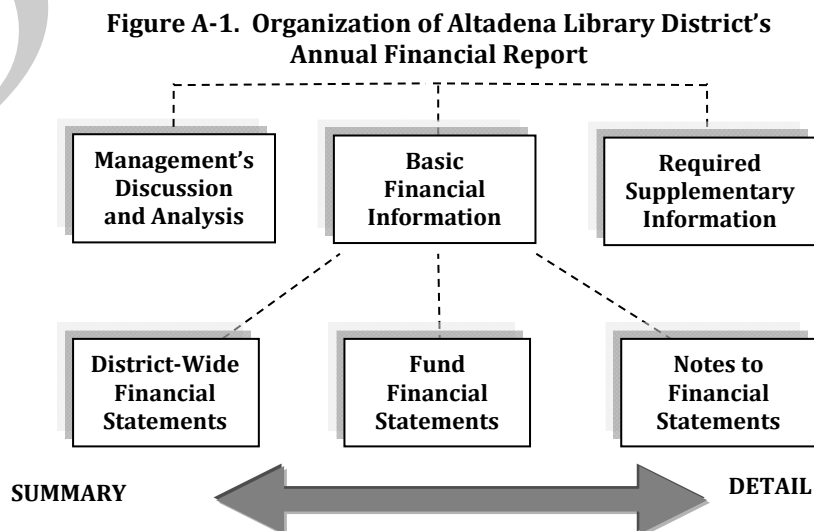 Figure A-1. Organization of Altadena Library District's
Annual Financial Report
Management's
Discussion
and Analysis
Basic
Financial
Information
Required
Supplementary
Information
District-Wide
Financial
Statements
Fund
Financial
Statements
Notes to
Financial
Statements
SUMMARY
DETAIL